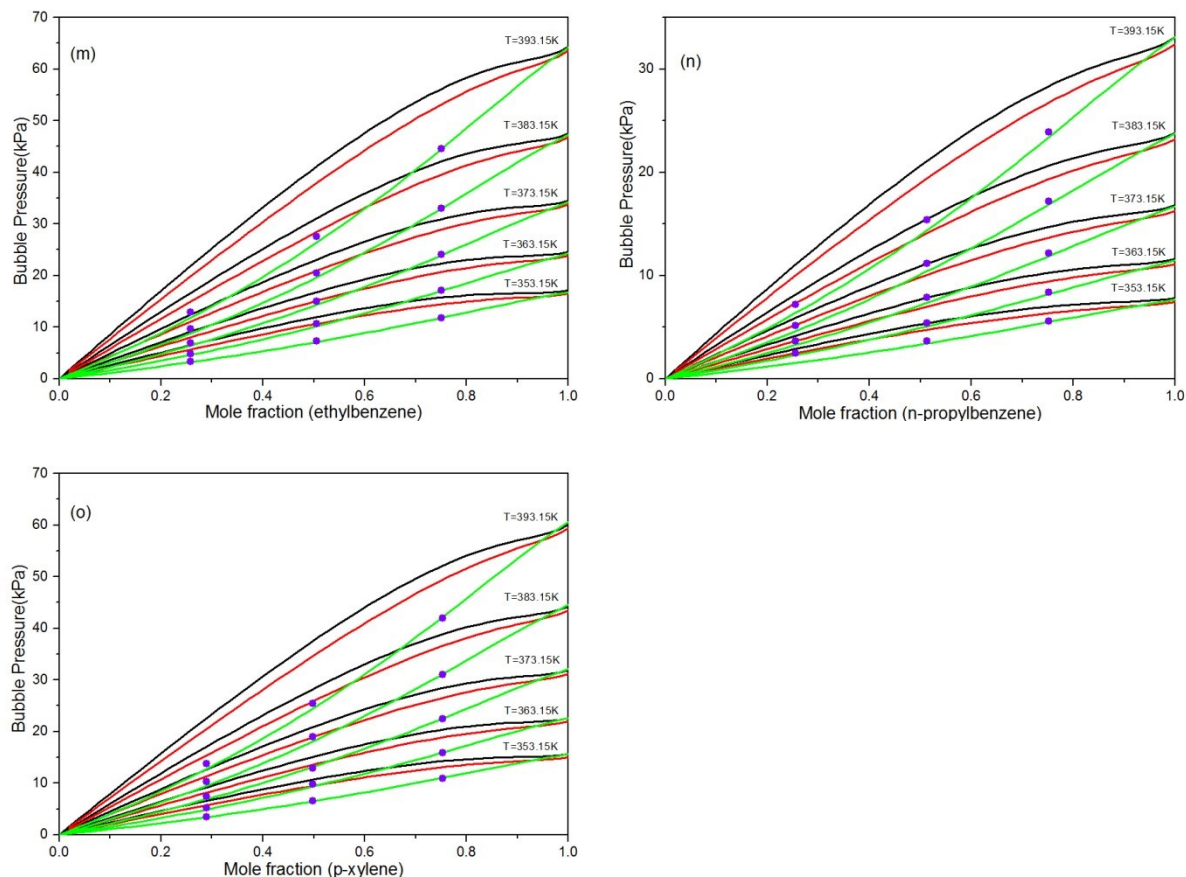 70
60
50
40
30
20
10
0
Bubble Pressure(kPa)
(m)
T=393.15K
T=383.15K
T=373.15K
T=363.15K
T=353.15K
0.0 0.2 0.4 0.6 0.8 1.0
Mole fraction (ethylbenzene)
30
20
10
0
Bubble Pressure(kPa)
(n)
T=393.15K
T=383.15K
T=373.15K
T=363.15K
T=353.15K
0.0 0.2 0.4 0.6 0.8 1.0
Mole fraction (n-propylbenzene)
70
60
50
40
30
20
10
0
Bubble Pressure(kPa)
(o)
T=393.15K
T=383.15K
T=373.15K
T=363.15K
T=353.15K
0.0 0.2 0.4 0.6 0.8 1.0
Mole fraction (p-xylene)